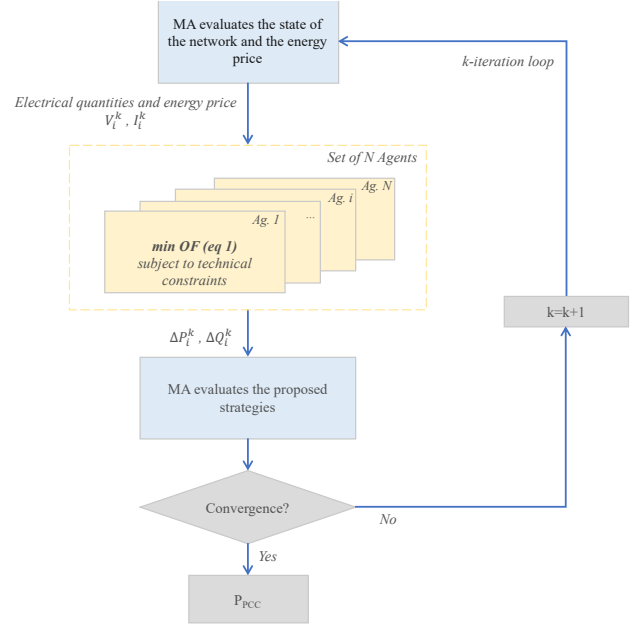 MA evaluates the state of
the network and the energy
price
k-iteration loop
Electrical quantities and energy price
V_i^k , I_i^k
Set of N Agents
Ag. N
Ag. i
...
Ag. 1
min OF (eq 1)
subject to technical
constraints
k=k+1
ΔP_i^k , ΔQ_i^k
MA evaluates the proposed
strategies
Convergence?
No
Yes
P_PCC